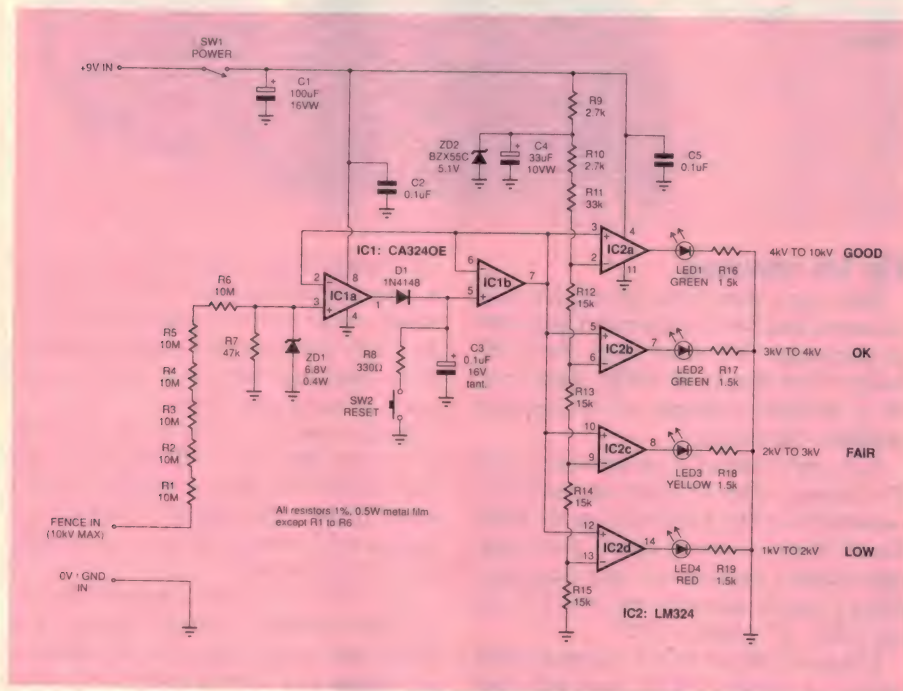 SW1
POWER
+9V IN
C1
100uF
16VW
+
R9
2.7k
ZD2
BZX55C
5.1V
C4
33uF
10VW
+
R10
2.7k
R11
33k
C5
0.1uF
C2
0.1uF
IC1: CA324OE
D1
1N4148
R6
10M
2
3
8
IC1a
1
4
6
5
IC1b
7
3
2
4
IC2a
11
LED1
GREEN
R16
1.5k
4kV TO 10kV GOOD
R5
10M
R7
47k
ZD1
6.8V
0.4W
R8
330Ω
SW2
RESET
C3
0.1uF
16V
tant.
+
R12
15k
5
6
IC2b
7
LED2
GREEN
R17
1.5k
3kV TO 4kV OK
R4
10M
R3
10M
R13
15k
10
9
IC2c
8
LED3
YELLOW
R18
1.5k
2kV TO 3kV FAIR
R2
10M
R1
10M
R14
15k
All resistors 1%, 0.5W metal film
except R1 to R6
12
13
IC2d
14
LED4
RED
R19
1.5k
1kV TO 2kV LOW
FENCE IN
(10kV MAX)
R15
15k
IC2: LM324
0V / GND
IN